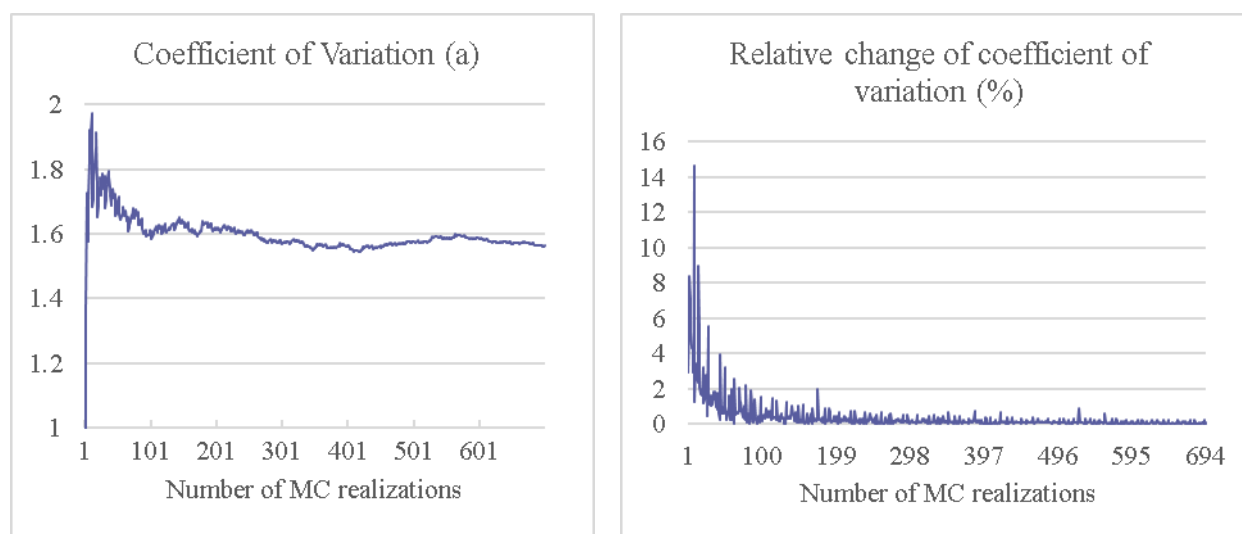 Coefficient of Variation (a)
2
1.8
1.6
1.4
1.2
1
1 101 201 301 401 501 601
Number of MC realizations
Relative change of coefficient of
variation (%)
16
14
12
10
8
6
4
2
0
1 100 199 298 397 496 595 694
Number of MC realizations